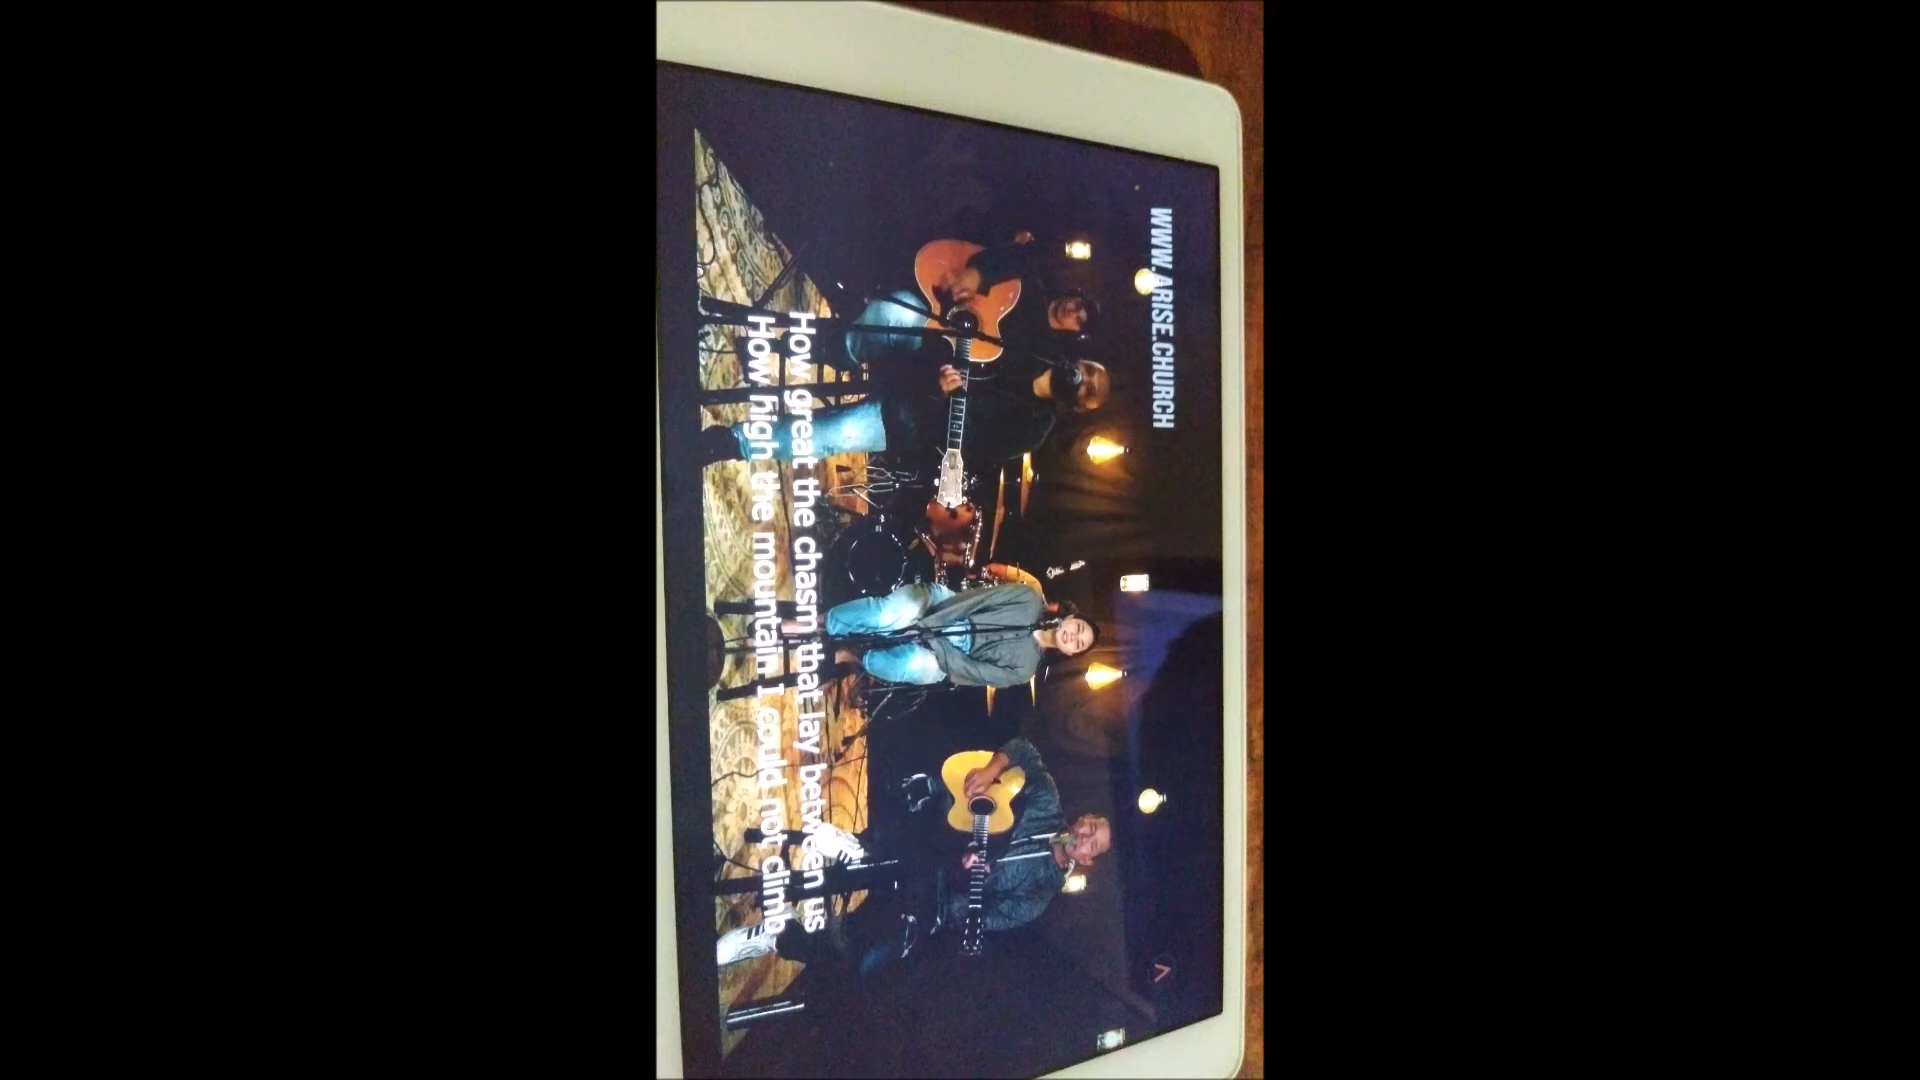 WWW.ARISE.CHURCH
How great the chasm that lay between us
How high the mountain I could not climb